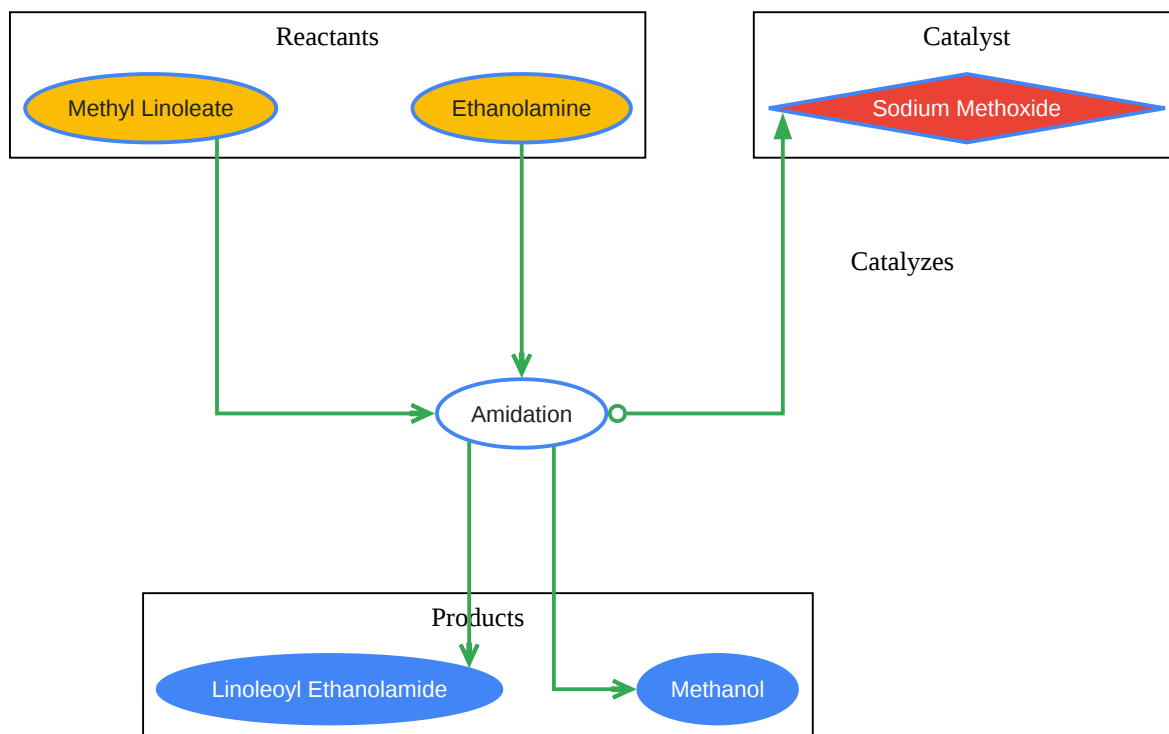 Reactants
Catalyst
Methyl Linoleate
Ethanolamine
Sodium Methoxide
Catalyzes
Amidation
Products
Linoleoyl Ethanolamide
Methanol